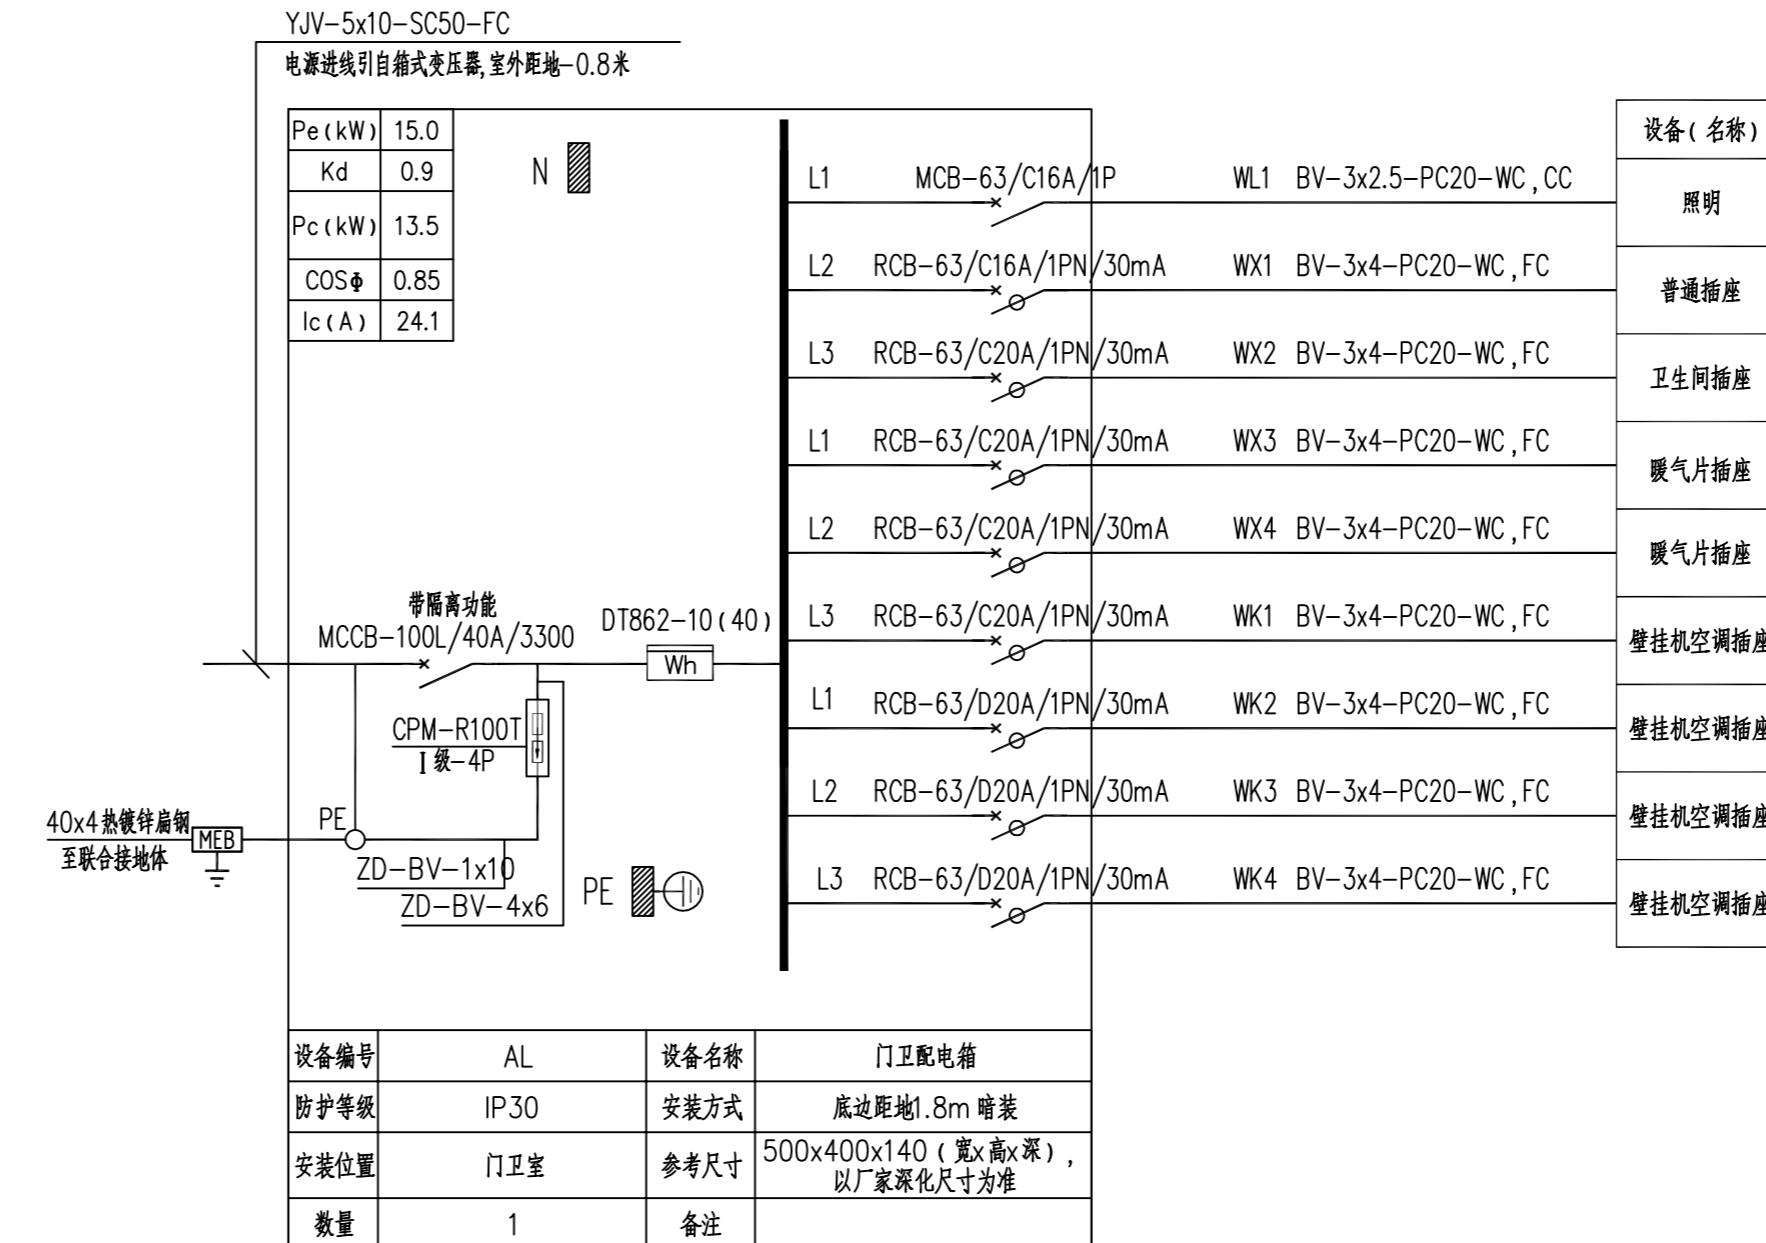 YJV-5x10-SC50-FC
电源进线引自箱式变压器,室外距地-0.8米
Pe(kW) 15.0
Kd 0.9
Pc(kW) 13.5
COSΦ 0.85
Ic(A) 24.1
N
设备(名称)
L1 MCB-63/C16A/1P WL1 BV-3x2.5-PC20-WC,CC 照明
L2 RCB-63/C16A/1PN/30mA WX1 BV-3x4-PC20-WC,FC 普通插座
L3 RCB-63/C20A/1PN/30mA WX2 BV-3x4-PC20-WC,FC 卫生间插座
L1 RCB-63/C20A/1PN/30mA WX3 BV-3x4-PC20-WC,FC 暖气片插座
L2 RCB-63/C20A/1PN/30mA WX4 BV-3x4-PC20-WC,FC 暖气片插座
L3 RCB-63/C20A/1PN/30mA WK1 BV-3x4-PC20-WC,FC 壁挂机空调插座
L1 RCB-63/D20A/1PN/30mA WK2 BV-3x4-PC20-WC,FC 壁挂机空调插座
L2 RCB-63/D20A/1PN/30mA WK3 BV-3x4-PC20-WC,FC 壁挂机空调插座
L3 RCB-63/D20A/1PN/30mA WK4 BV-3x4-PC20-WC,FC 壁挂机空调插座
带隔离功能
MCCB-100L/40A/3300
DT862-10(40)
Wh
CPM-R100T
I级-4P
40x4热镀锌扁钢
至联合接地体
MEB
PE
ZD-BV-1x10
ZD-BV-4x6
PE
设备编号 AL 设备名称 门卫配电箱
防护等级 IP30 安装方式 底边距地1.8m 暗装
安装位置 门卫室 参考尺寸 500x400x140(宽x高x深),
以厂家深化尺寸为准
数量 1 备注